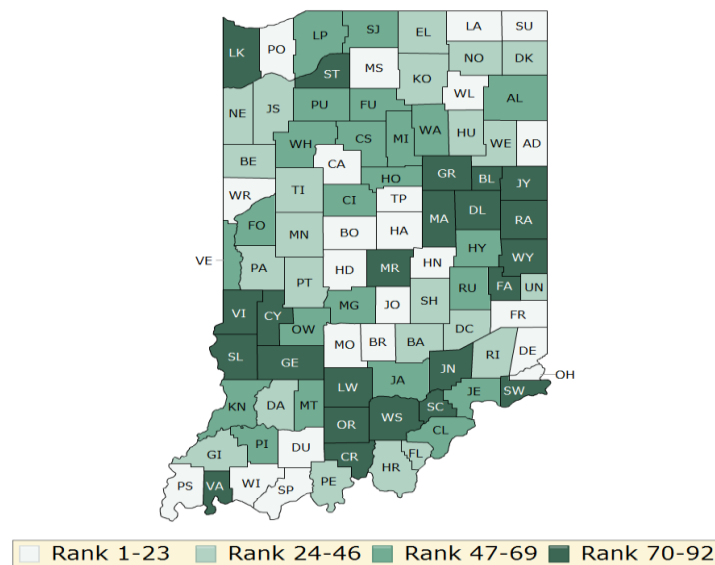 LA SU
LK PO LP SJ EL
NO DK
ST MS KO
WL AL
NE JS PU FU
WH CS MI WA HU WE AD
BE CA
GR BL JY
WR TI HO
CI TP
MA DL RA
FO MN BO HA
HY
VE PA HD MR HN WY
PT RU FA UN
MG JO SH
VI CY FR
OW DC
MO BR BA DE
SL GE RI
JN OH
LW JA
KN DA MT JE SW
SC
OR WS
PI CL
GI DU
CR FL
HR
PS VA WI SP PE
Rank 1-23 Rank 24-46 Rank 47-69 Rank 70-92